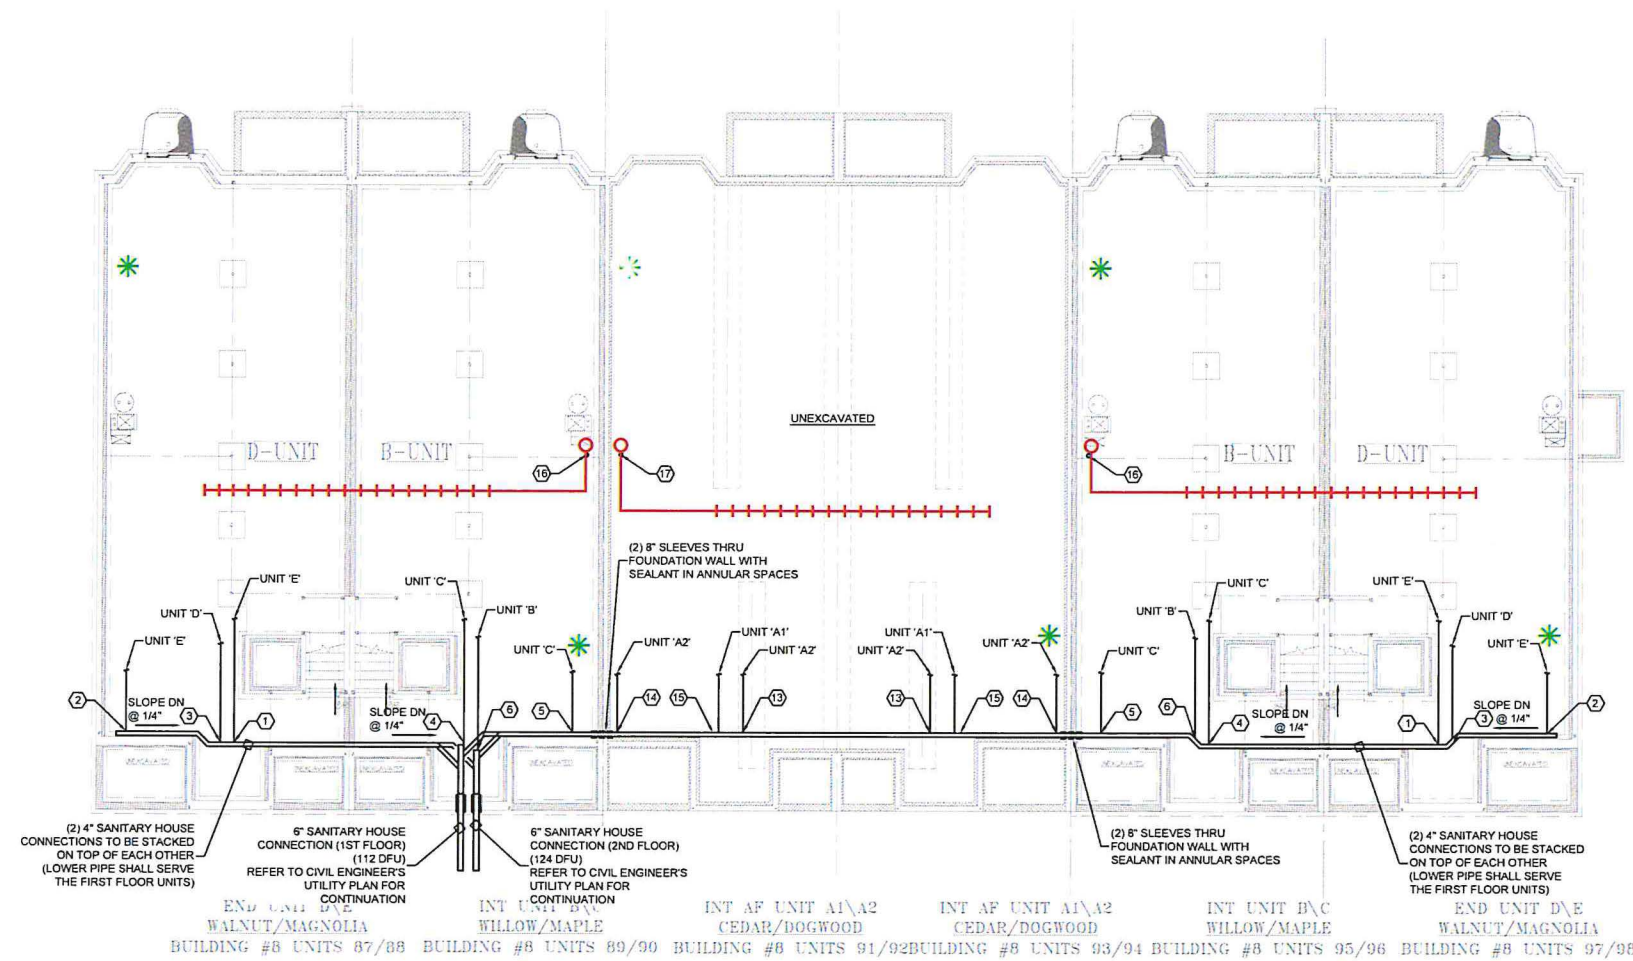 UNEXCAVATED
D-UNIT
B-UNIT
B-UNIT
D-UNIT
16
17
16
(2) 8" SLEEVES THRU
FOUNDATION WALL WITH
SEALANT IN ANNULAR SPACES
UNIT 'E'
UNIT 'C'
UNIT 'C'
UNIT 'E'
UNIT 'D'
UNIT 'B'
UNIT 'B'
UNIT 'D'
UNIT 'E'
UNIT 'C'
UNIT 'A2'
UNIT 'A1'
UNIT 'A2'
UNIT 'A1'
UNIT 'A2'
UNIT 'A2'
UNIT 'C'
UNIT 'E'
2
SLOPE DN
@ 1/4"
3
1
SLOPE DN
@ 1/4"
4
6
5
14
15
13
13
15
14
5
6
4
SLOPE DN
@ 1/4"
1
3
SLOPE DN
@ 1/4"
2
UNEXCAVATED
UNEXCAVATED
UNEXCAVATED
UNEXCAVATED
UNEXCAVATED
UNEXCAVATED
UNEXCAVATED
UNEXCAVATED
(2) 4" SANITARY HOUSE
CONNECTIONS TO BE STACKED
ON TOP OF EACH OTHER
(LOWER PIPE SHALL SERVE
THE FIRST FLOOR UNITS)
6" SANITARY HOUSE
CONNECTION (1ST FLOOR)
(112 DFU)
REFER TO CIVIL ENGINEER'S
UTILITY PLAN FOR
CONTINUATION
6" SANITARY HOUSE
CONNECTION (2ND FLOOR)
(124 DFU)
REFER TO CIVIL ENGINEER'S
UTILITY PLAN FOR
CONTINUATION
(2) 8" SLEEVES THRU
FOUNDATION WALL WITH
SEALANT IN ANNULAR SPACES
(2) 4" SANITARY HOUSE
CONNECTIONS TO BE STACKED
ON TOP OF EACH OTHER
(LOWER PIPE SHALL SERVE
THE FIRST FLOOR UNITS)
END UNIT D\E
WALNUT/MAGNOLIA
BUILDING #8 UNITS 87/88
INT UNIT B\C
WILLOW/MAPLE
BUILDING #8 UNITS 89/90
INT AF UNIT A1\A2
CEDAR/DOGWOOD
BUILDING #8 UNITS 91/92
INT AF UNIT A1\A2
CEDAR/DOGWOOD
BUILDING #8 UNITS 93/94
INT UNIT B\C
WILLOW/MAPLE
BUILDING #8 UNITS 95/96
END UNIT D\E
WALNUT/MAGNOLIA
BUILDING #8 UNITS 97/98